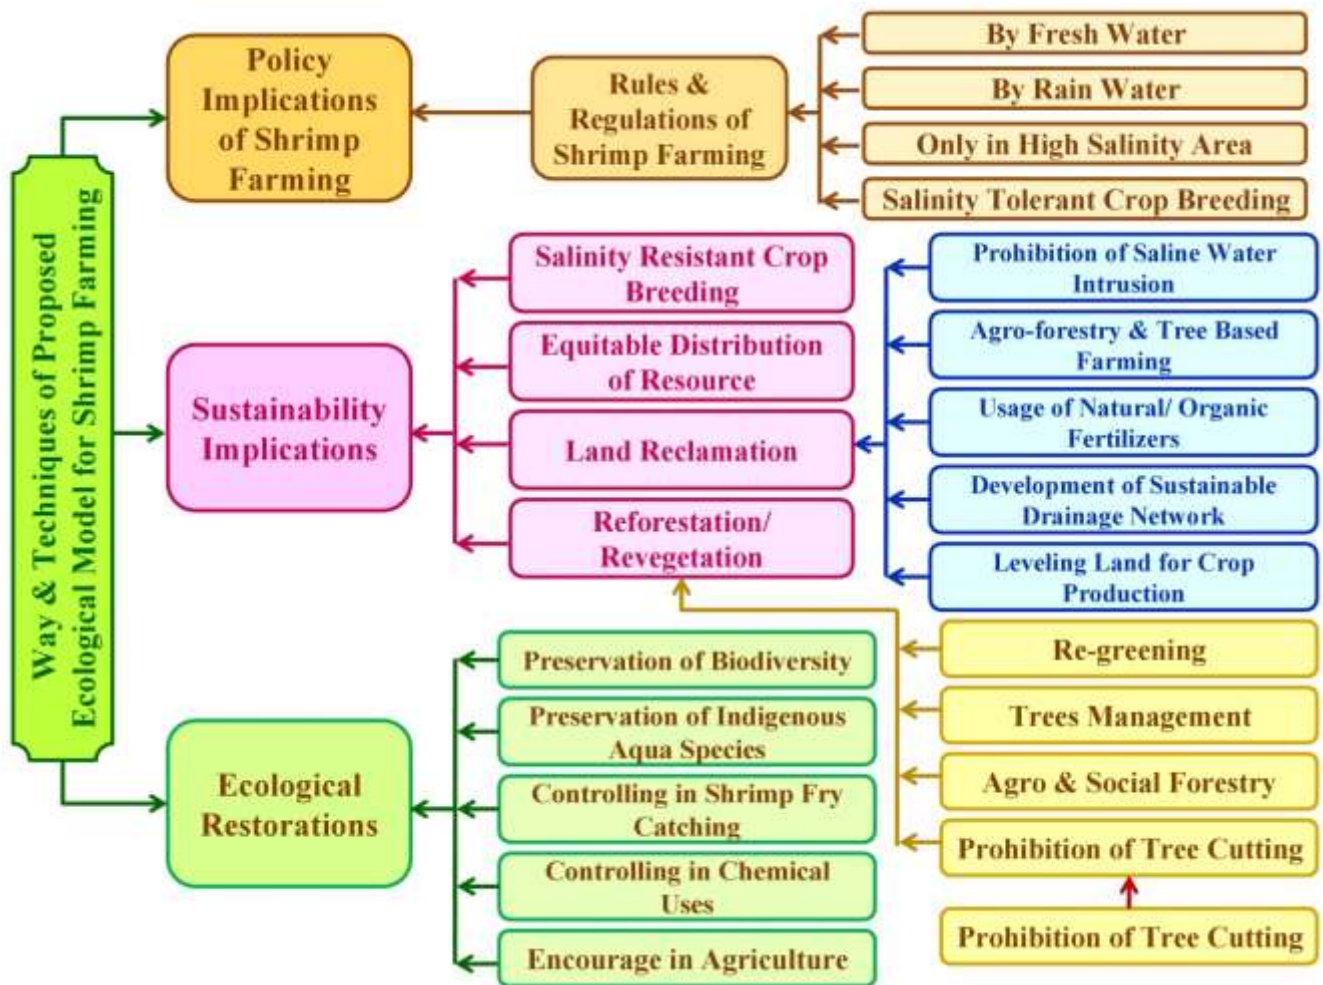 Way & Techniques of Proposed
Ecological Model for Shrimp Farming
Policy
Implications
of Shrimp
Farming
Rules &
Regulations of
Shrimp Farming
By Fresh Water
By Rain Water
Only in High Salinity Area
Salinity Tolerant Crop Breeding
Sustainability
Implications
Salinity Resistant Crop
Breeding
Equitable Distribution
of Resource
Land Reclamation
Reforestation/
Revegetation
Prohibition of Saline Water
Intrusion
Agro-forestry & Tree Based
Farming
Usage of Natural/ Organic
Fertilizers
Development of Sustainable
Drainage Network
Leveling Land for Crop
Production
Ecological
Restorations
Preservation of Biodiversity
Preservation of Indigenous
Aqua Species
Controlling in Shrimp Fry
Catching
Controlling in Chemical
Uses
Encourage in Agriculture
Re-greening
Trees Management
Agro & Social Forestry
Prohibition of Tree Cutting
Prohibition of Tree Cutting